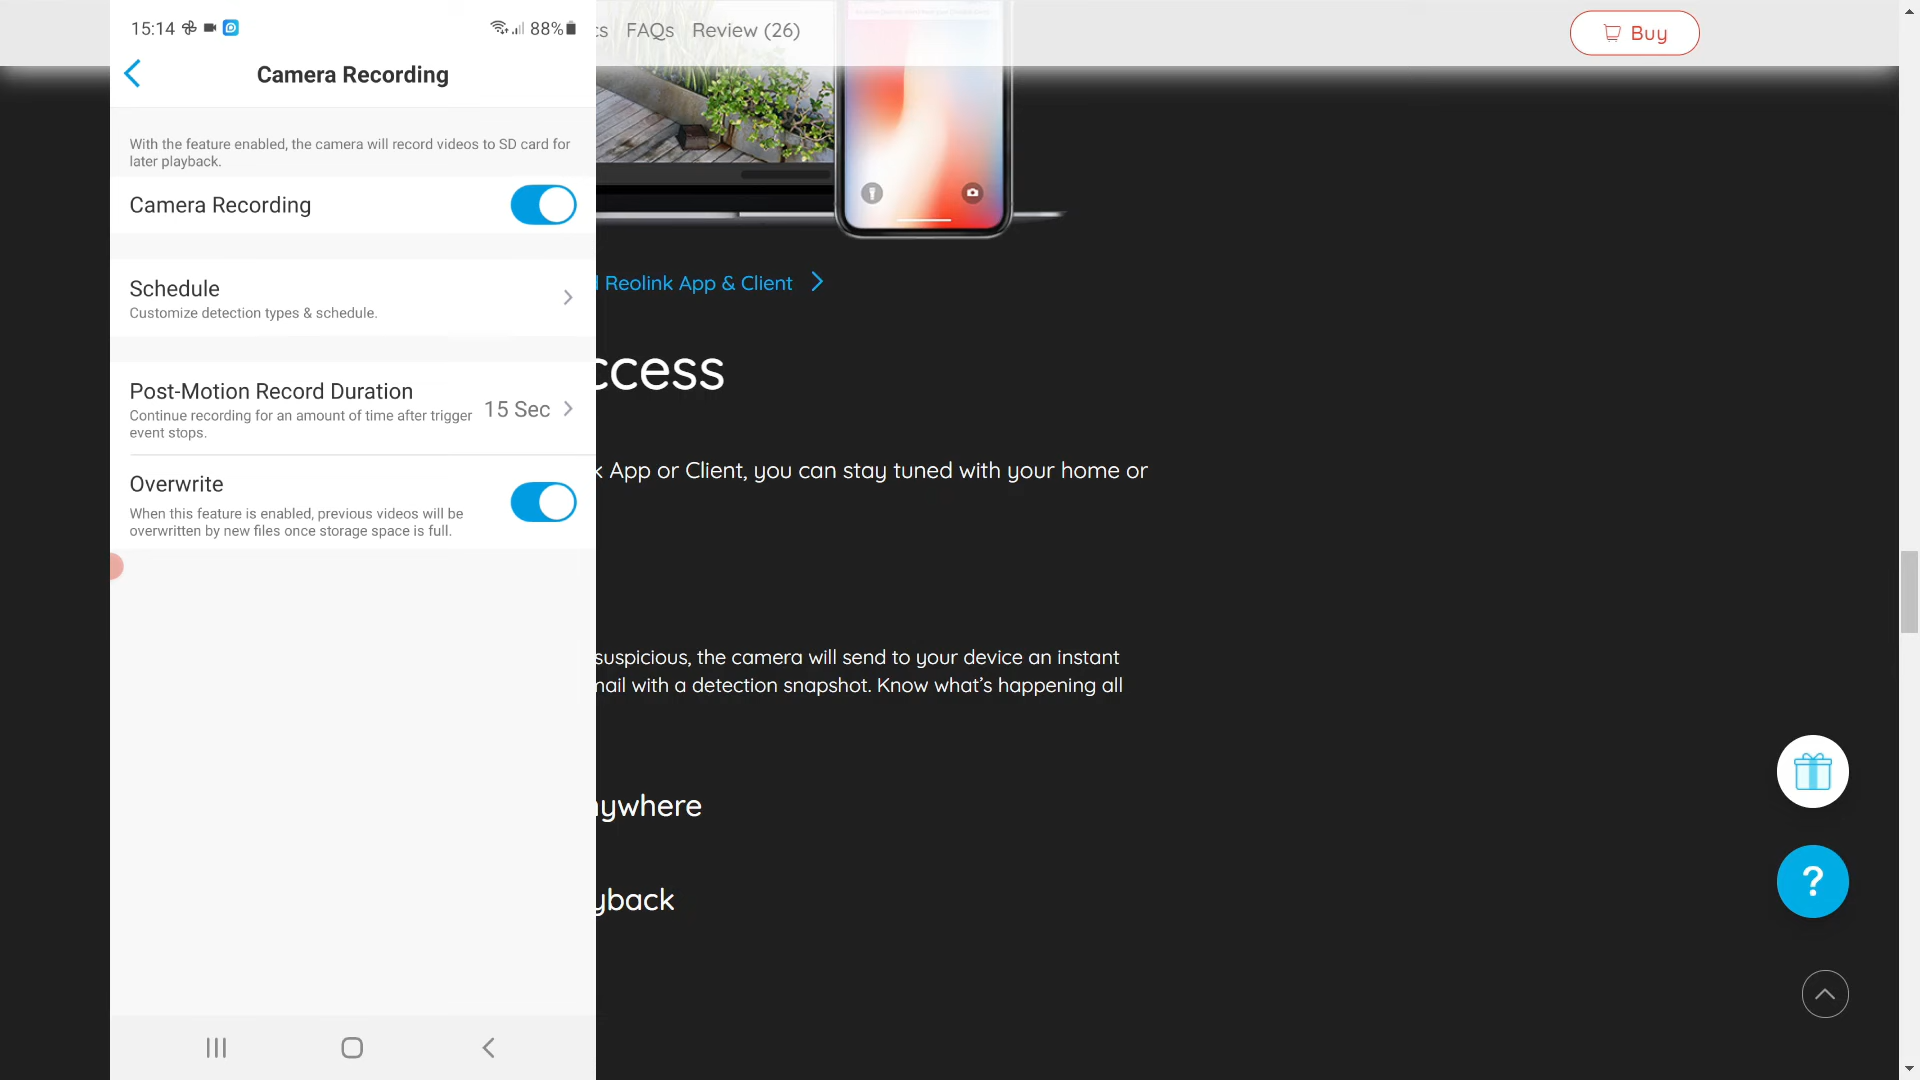 15:14
88%
FAQs
Review (26)
Buy
Camera Recording
With the feature enabled, the camera will record videos to SD card for
later playback.
Camera Recording
Schedule
Customize detection types & schedule.
Post-Motion Record Duration
Continue recording for an amount of time after trigger
event stops.
15 Sec
Overwrite
When this feature is enabled, previous videos will be
overwritten by new files once storage space is full.
Reolink App & Client
ccess
App or Client, you can stay tuned with your home or
suspicious, the camera will send to your device an instant
mail with a detection snapshot. Know what's happening all
nywhere
yback
?